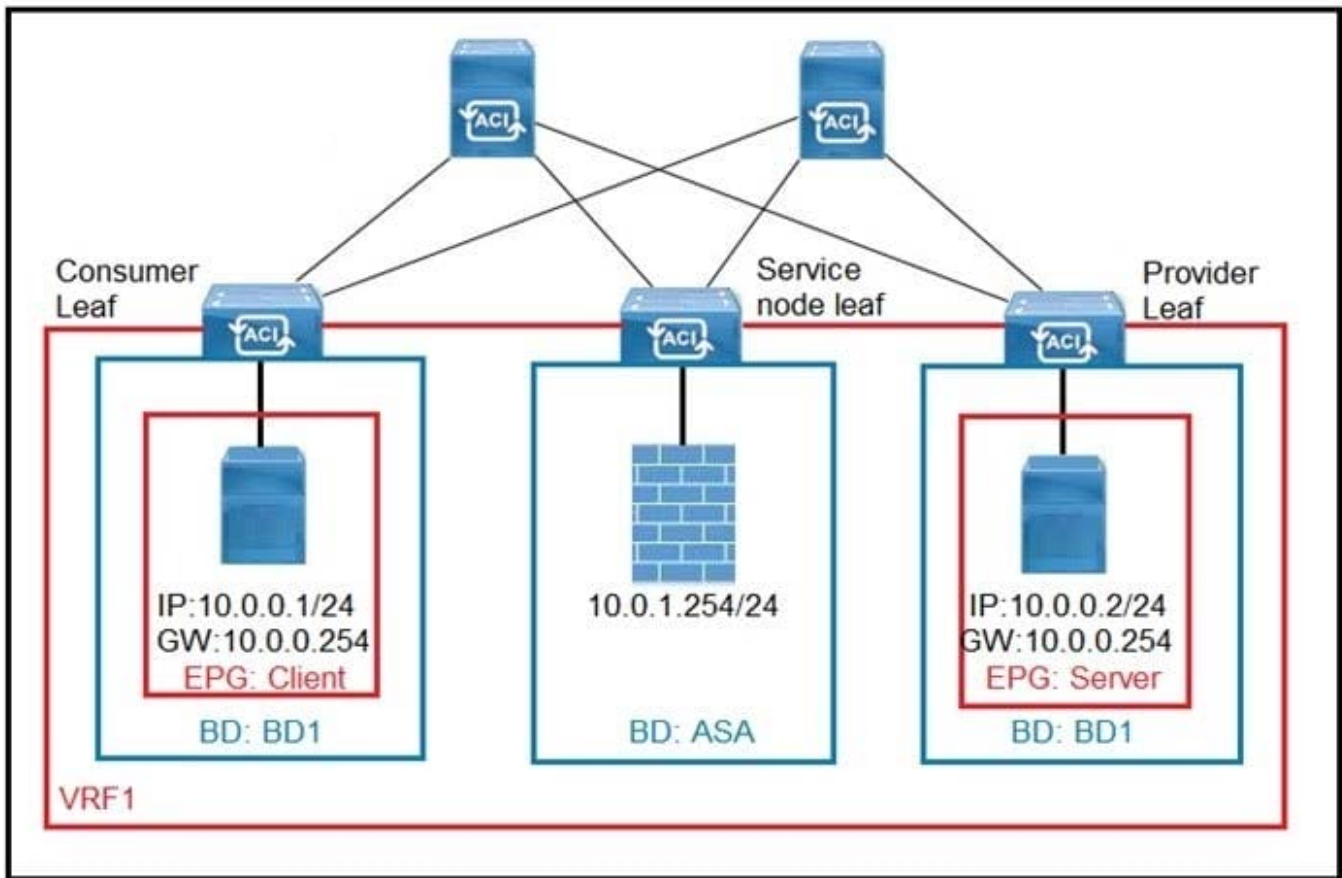 ACI
ACI
Consumer
Leaf
Service
node leaf
Provider
Leaf
ACI
ACI
ACI
IP:10.0.0.1/24
GW:10.0.0.254
EPG: Client
BD: BD1
10.0.1.254/24
BD: ASA
IP:10.0.0.2/24
GW:10.0.0.254
EPG: Server
BD: BD1
VRF1